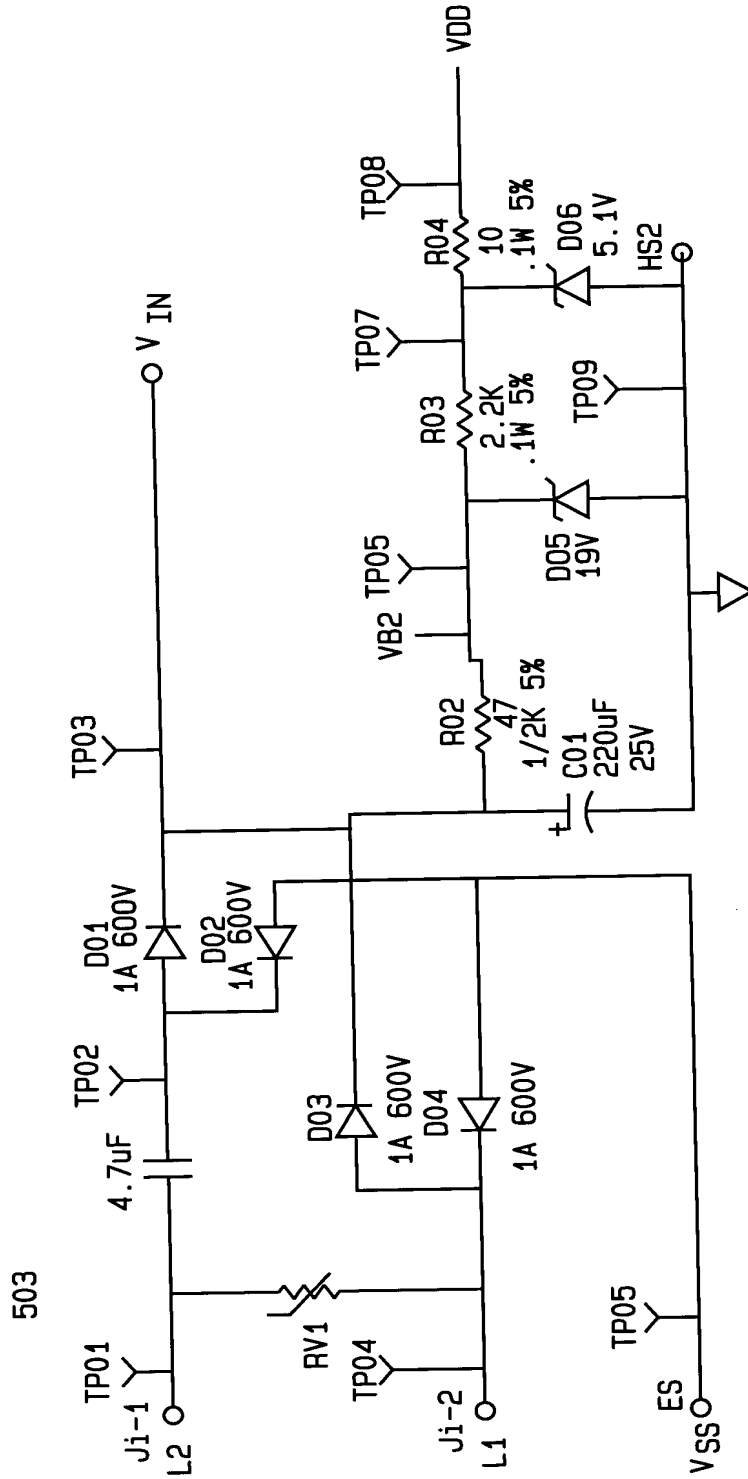 503
TP01
Ji-1
L2
4.7uF
TP02
D01
1A 600V
D02
1A 600V
TP03
V IN
RV1
TP04
Ji-2
L1
D03
1A 600V
D04
1A 600V
R02
47
1/2K 5%
C01
220uF
25V
VB2
TP05
R03
2.2K
.1W 5%
TP07
R04
10
.1W 5%
TP08
VDD
D05
19V
TP09
D06
5.1V
HS2
TP05
ES
VSS